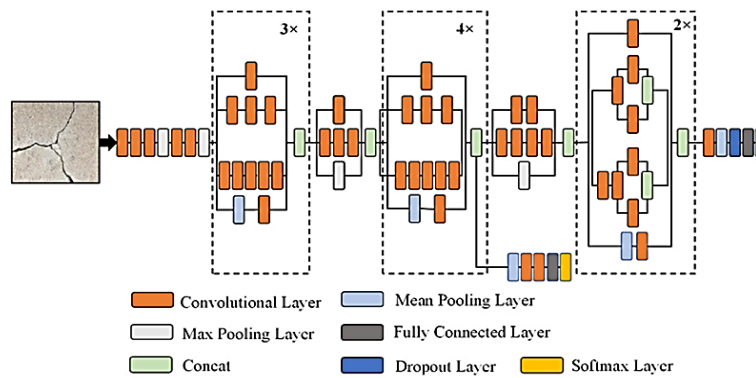 3×
4×
2×
Convolutional Layer
Mean Pooling Layer
Max Pooling Layer
Fully Connected Layer
Concat
Dropout Layer
Softmax Layer